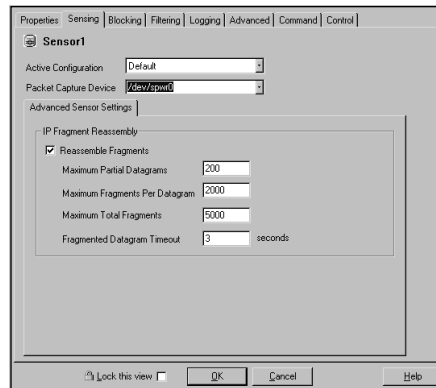 Properties Sensing Blocking Filtering Logging Advanced Command Control
Sensor1
Active Configuration Default
Packet Capture Device /dev/spwr0
Advanced Sensor Settings
IP Fragment Reassembly
Reassemble Fragments
Maximum Partial Datagrams 200
Maximum Fragments Per Datagram 2000
Maximum Total Fragments 5000
Fragmented Datagram Timeout 3 seconds
Lock this view OK Cancel Help